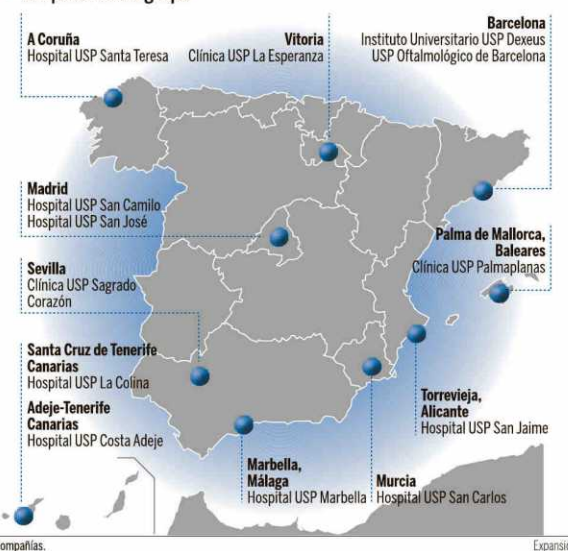 A Coruña
Hospital USP Santa Teresa
Vitoria
Clínica USP La Esperanza
Barcelona
Instituto Universitario USP Dexeus
USP Oftalmológico de Barcelona
Madrid
Hospital USP San Camilo
Hospital USP San José
Palma de Mallorca,
Baleares
Clínica USP Palmaplanas
Sevilla
Clínica USP Sagrado
Corazón
Santa Cruz de Tenerife
Canarias
Hospital USP La Colina
Adeje-Tenerife
Canarias
Hospital USP Costa Adeje
Torrevieja,
Alicante
Hospital USP San Jaime
Marbella,
Málaga
Hospital USP Marbella
Murcia
Hospital USP San Carlos